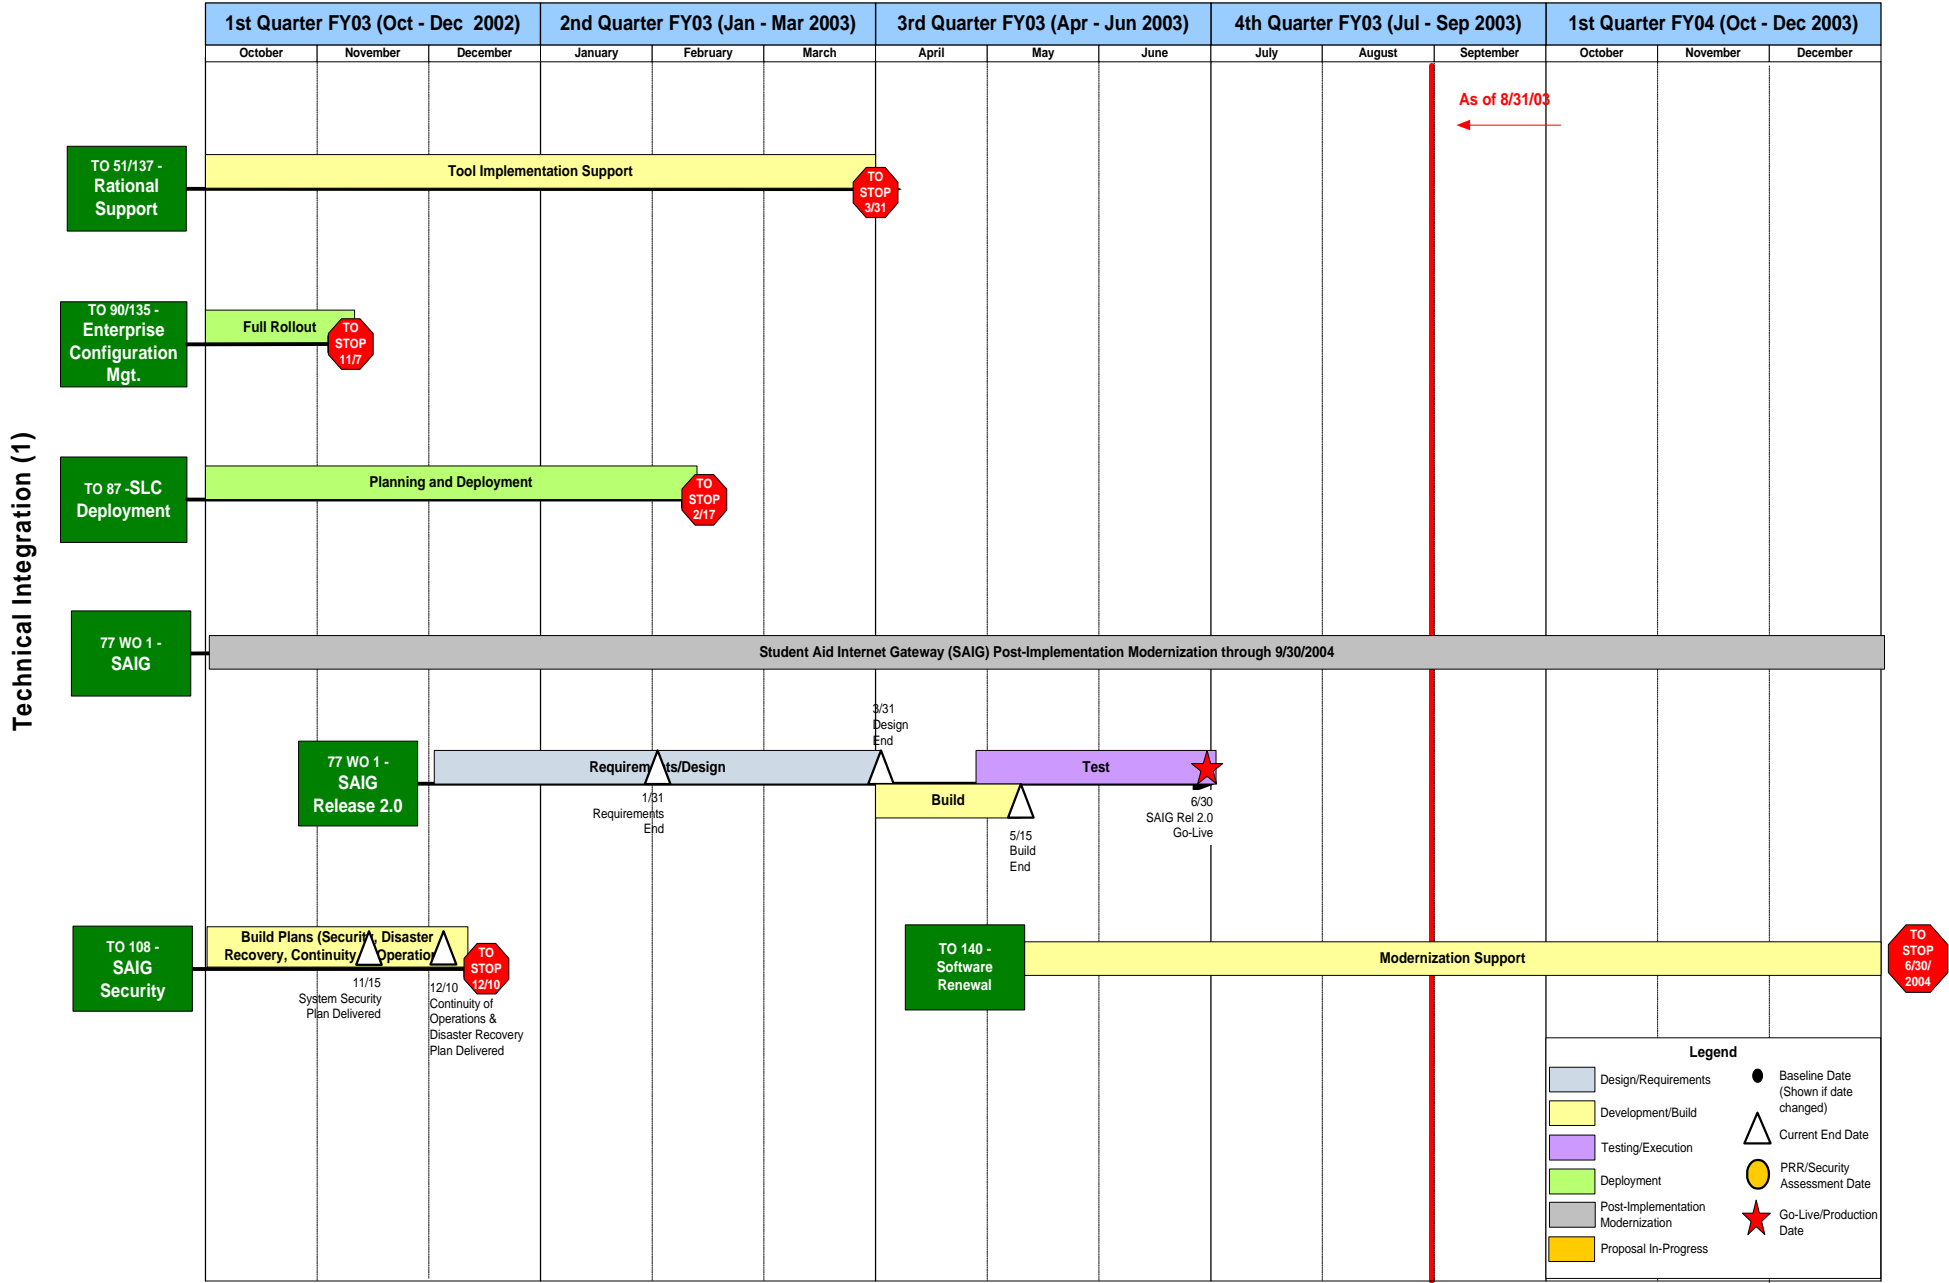 1st Quarter FY03 (Oct - Dec  2002)
2nd Quarter FY03 (Jan - Mar 2003)
3rd Quarter FY03 (Apr - Jun 2003)
4th Quarter FY03 (Jul - Sep 2003)
1st Quarter FY04 (Oct - Dec 2003)
October
November
December
January
February
March
April
May
June
July
August
September
October
November
December
As of 8/31/03
Technical Integration (1)
TO 51/137 -
Rational
Support
Tool Implementation Support
TO
STOP
3/31
TO 90/135 -
Enterprise
Configuration
Mgt.
Full Rollout
TO
STOP
11/7
TO 87 -SLC
Deployment
Planning and Deployment
TO
STOP
2/17
77 WO 1 -
SAIG
Student Aid Internet Gateway (SAIG) Post-Implementation Modernization through 9/30/2004
77 WO 1 -
SAIG
Release 2.0
Requirements/Design
1/31
Requirements
End
3/31
Design
End
Build
5/15
Build
End
Test
6/30
SAIG Rel 2.0
Go-Live
TO 108 -
SAIG
Security
Build Plans (Security, Disaster
Recovery, Continuity Operation
11/15
System Security
Plan Delivered
12/10
Continuity of
Operations &
Disaster Recovery
Plan Delivered
TO
STOP
12/10
TO 140 -
Software
Renewal
Modernization Support
TO
STOP
6/30/
2004
Legend
Design/Requirements
Development/Build
Testing/Execution
Deployment
Post-Implementation
Modernization
Proposal In-Progress
Baseline Date
(Shown if date
changed)
Current End Date
PRR/Security
Assessment Date
Go-Live/Production
Date